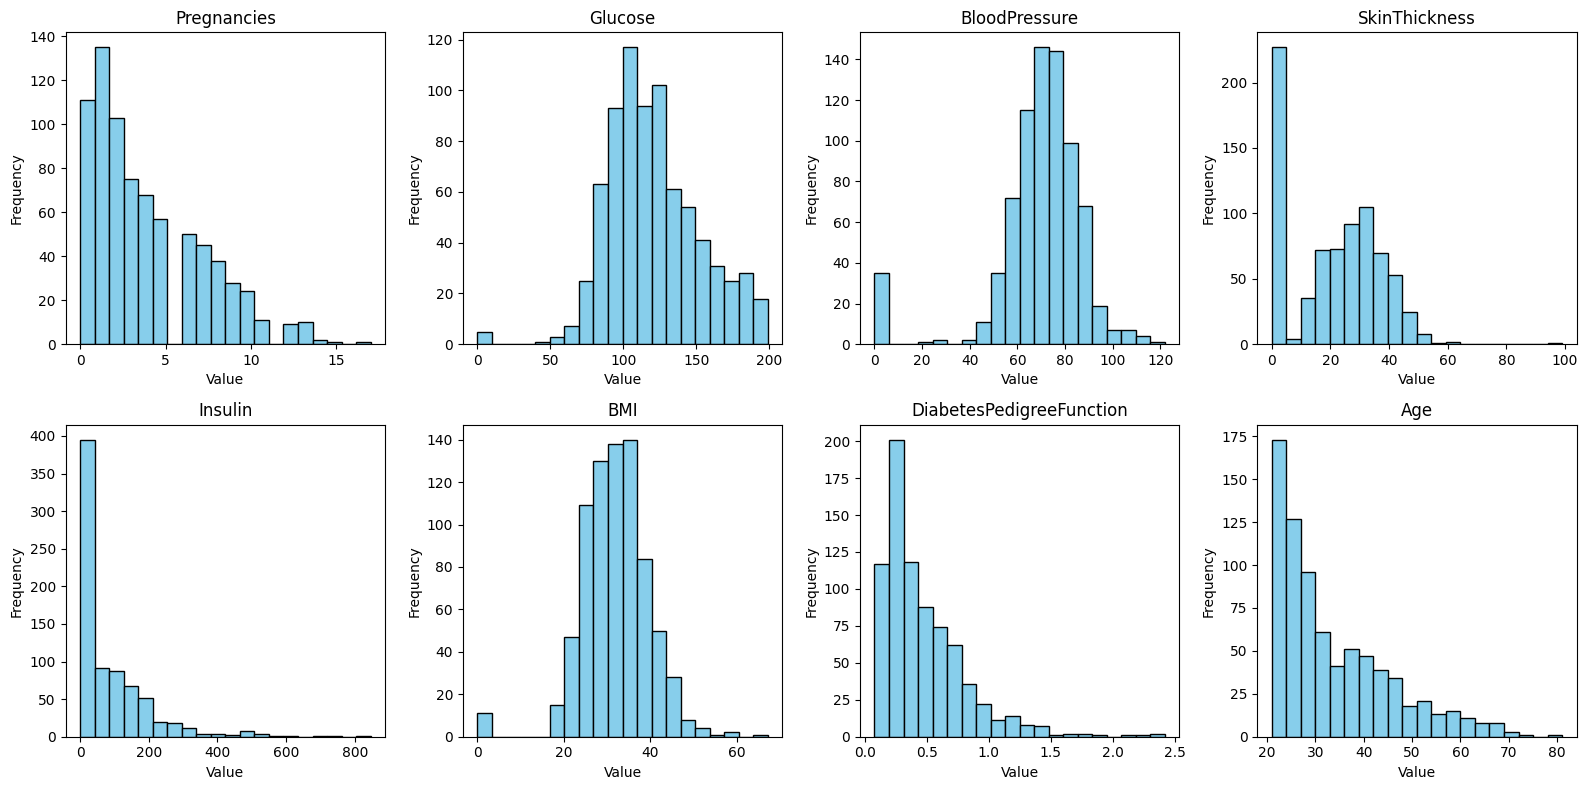 Pregnancies
140
120
100
80
60
40
20
0
Frequency
0 5 10 15
Value
Glucose
120
100
80
60
40
20
0
Frequency
0 50 100 150 200
Value
BloodPressure
140
120
100
80
60
40
20
0
Frequency
0 20 40 60 80 100 120
Value
SkinThickness
200
150
100
50
0
Frequency
0 20 40 60 80 100
Value
Insulin
400
350
300
250
200
150
100
50
0
Frequency
0 200 400 600 800
Value
BMI
140
120
100
80
60
40
20
0
Frequency
0 20 40 60
Value
DiabetesPedigreeFunction
200
175
150
125
100
75
50
25
0
Frequency
0.0 0.5 1.0 1.5 2.0 2.5
Value
Age
175
150
125
100
75
50
25
0
Frequency
20 30 40 50 60 70 80
Value